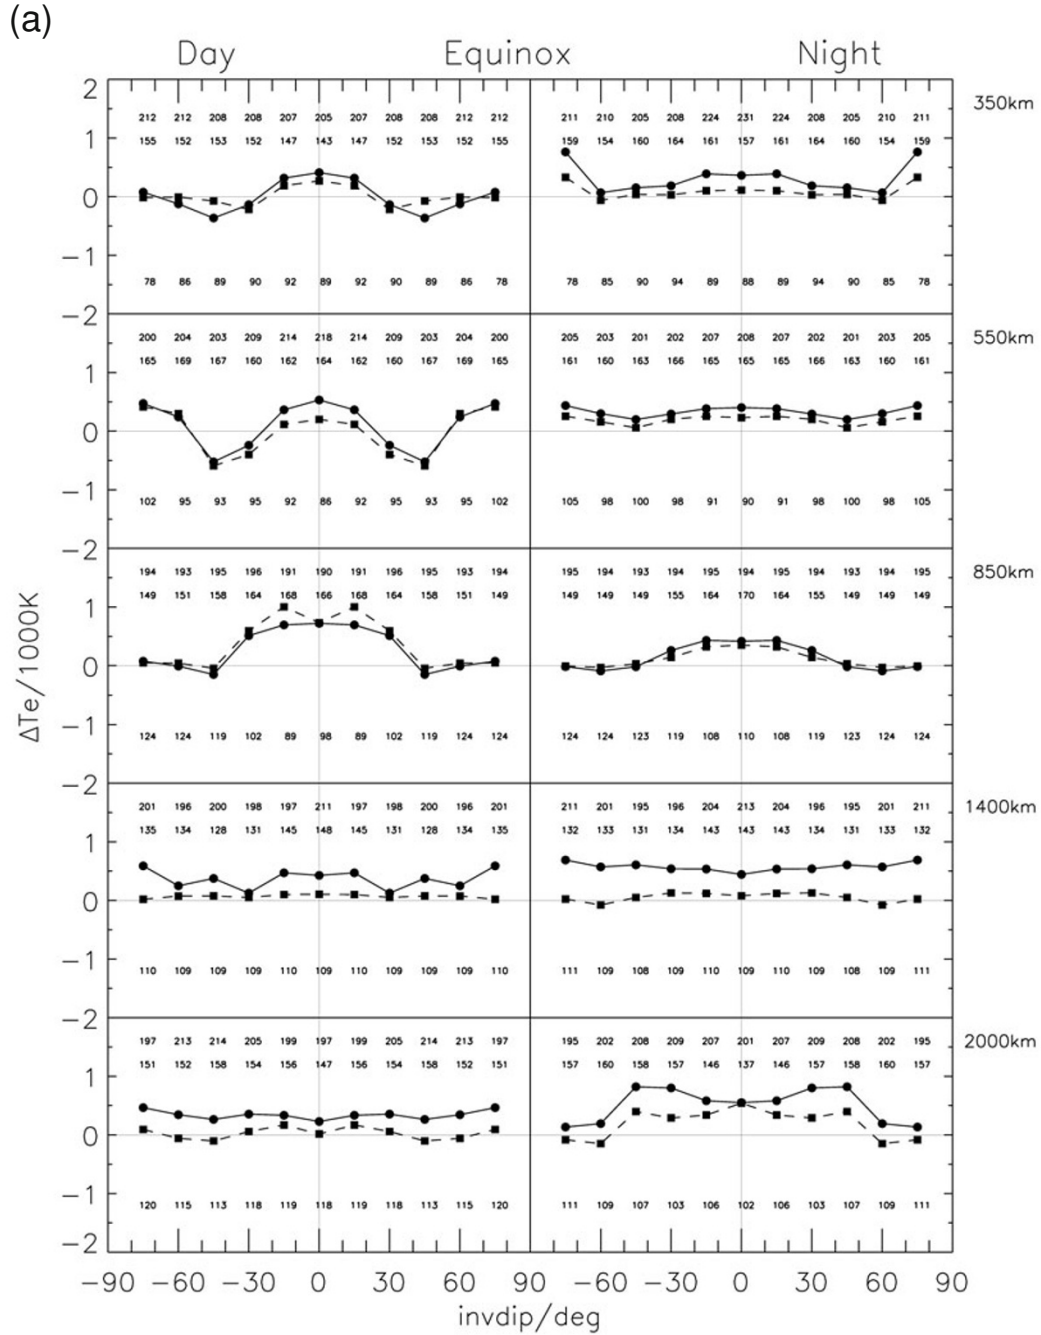 (a)
Day Equinox Night
2 212 212 208 208 207 205 207 208 208 212 212 211 210 205 208 224 231 224 208 205 210 211 350km
1 155 152 153 152 147 143 147 152 153 152 155 159 154 160 164 161 157 161 164 160 154 159
0
−1
78 86 89 90 92 89 92 90 89 86 78 78 85 90 94 89 88 89 94 90 85 78
−2
200 204 203 209 214 218 214 209 203 204 200 205 203 201 202 207 208 207 202 201 203 205 550km
1 165 169 167 160 162 164 162 160 167 169 165 161 160 163 166 165 165 165 166 163 160 161
0
−1 102 95 93 95 92 86 92 95 93 95 102 105 98 100 98 91 90 91 98 100 98 105
−2
194 193 195 196 191 190 191 196 195 193 194 195 194 193 194 195 194 195 194 193 194 195 850km
1 149 151 158 164 168 166 168 164 158 151 149 149 149 149 155 164 170 164 155 149 149 149
0
−1 124 124 119 102 89 98 89 102 119 124 124 124 124 123 119 108 110 108 119 123 124 124
−2
201 196 200 198 197 211 197 198 200 196 201 211 201 195 196 204 213 204 196 195 201 211 1400km
1 135 134 128 131 145 148 145 131 128 134 135 132 133 131 134 143 143 143 134 131 133 132
0
−1 110 109 109 109 110 109 110 109 109 109 110 111 109 108 109 110 109 110 109 108 109 111
−2
197 213 214 205 199 197 199 205 214 213 197 195 202 208 209 207 201 207 209 208 202 195 2000km
1 151 152 158 154 156 147 156 154 158 152 151 157 160 158 157 146 137 146 157 158 160 157
0
−1 120 115 113 118 119 118 119 118 113 115 120 111 109 107 103 106 102 106 103 107 109 111
−2
−90 −60 −30 0 30 60 90 −60 −30 0 30 60 90
invdip/deg
ΔTe/1000K